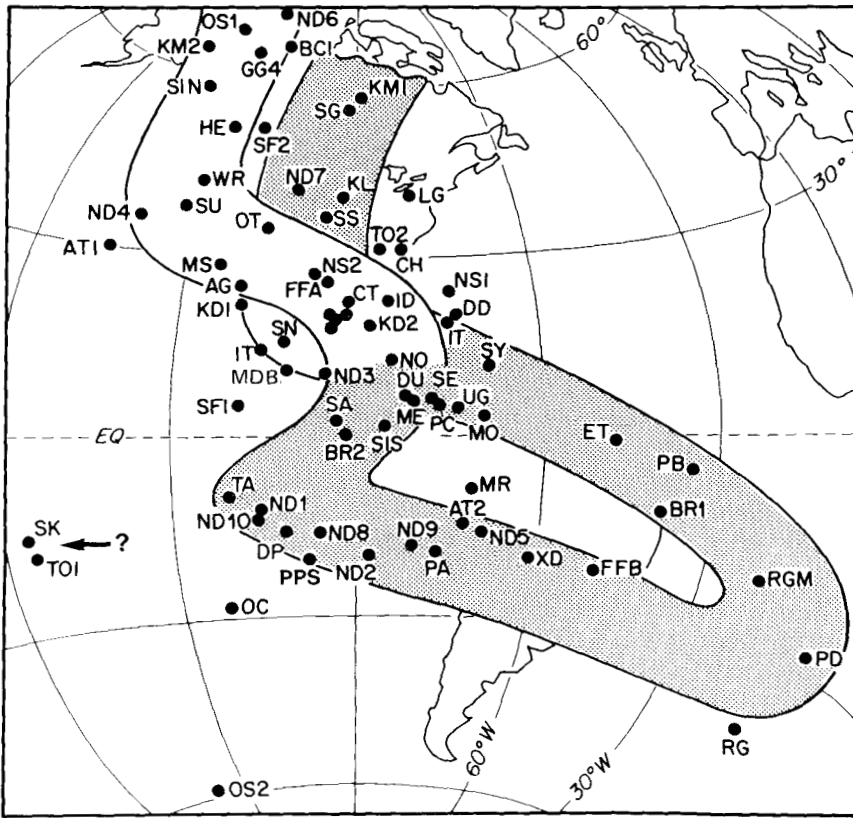 OS1
ND6
60°
KM2
GG4
BC1
SIN
KM1
SG
HE
SF2
30°
WR
ND7
KL
LG
ND4
SU
SS
OT
AT1
TO2
CH
MS
NS2
NS1
AG
FFA
CT
ID
DD
KD1
KD2
IT
SN
IT
NO
SY
MDB
ND3
DU
SE
SF1
SA
ME
PC
UG
MO
EQ
BR2
SIS
ET
PB
TA
MR
ND10
ND1
AT2
BR1
SK
?
DP
ND8
ND9
ND5
TO1
PPS
ND2
PA
XD
FFB
RGM
OC
PD
RG
60°W
30°W
OS2